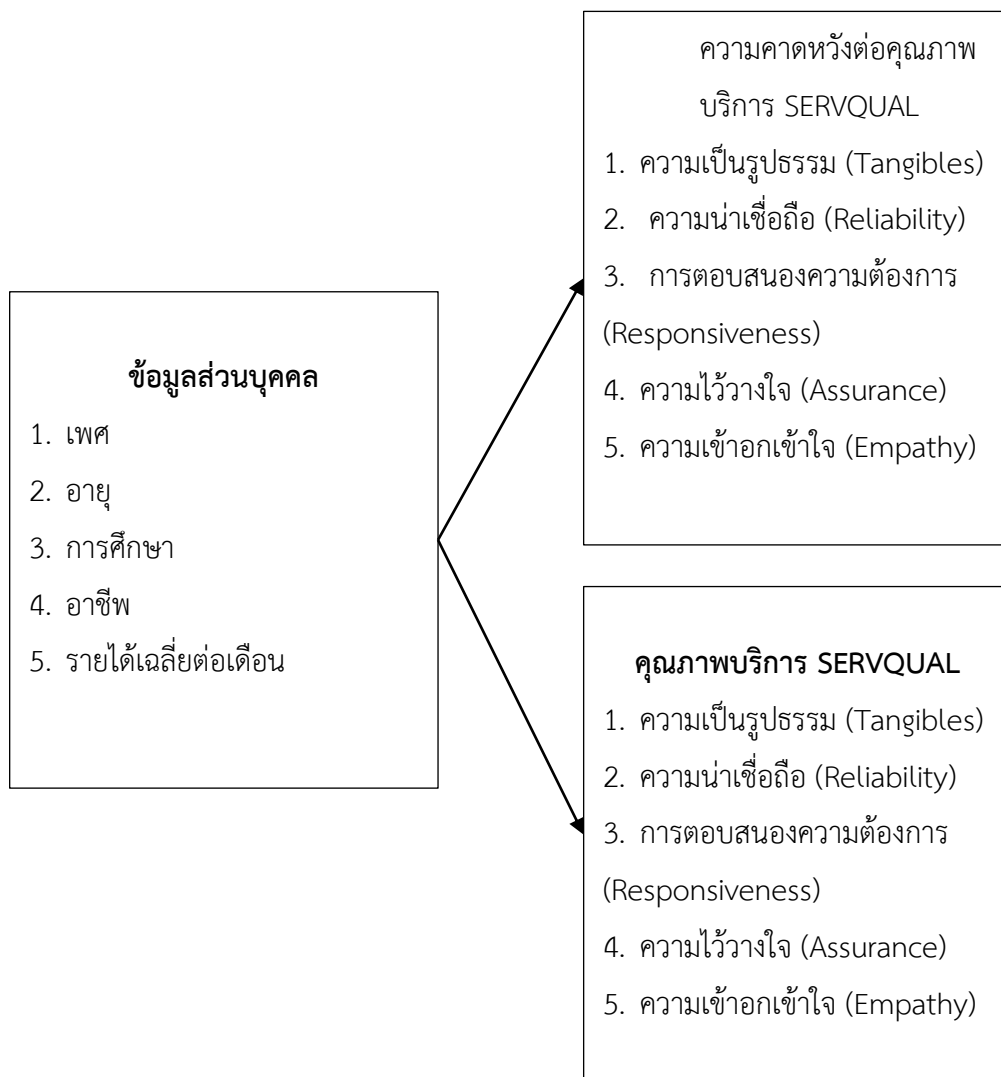 ข้อมูลส่วนบุคคล
1. เพศ
2. อายุ
3. การศึกษา
4. อาชีพ
5. รายได้เฉลี่ยต่อเดือน
ความคาดหวังต่อคุณภาพ
บริการ SERVQUAL
1. ความเป็นรูปธรรม (Tangibles)
2. ความน่าเชื่อถือ (Reliability)
3. การตอบสนองความต้องการ
(Responsiveness)
4. ความไว้วางใจ (Assurance)
5. ความเข้าอกเข้าใจ (Empathy)
คุณภาพบริการ SERVQUAL
1. ความเป็นรูปธรรม (Tangibles)
2. ความน่าเชื่อถือ (Reliability)
3. การตอบสนองความต้องการ
(Responsiveness)
4. ความไว้วางใจ (Assurance)
5. ความเข้าอกเข้าใจ (Empathy)